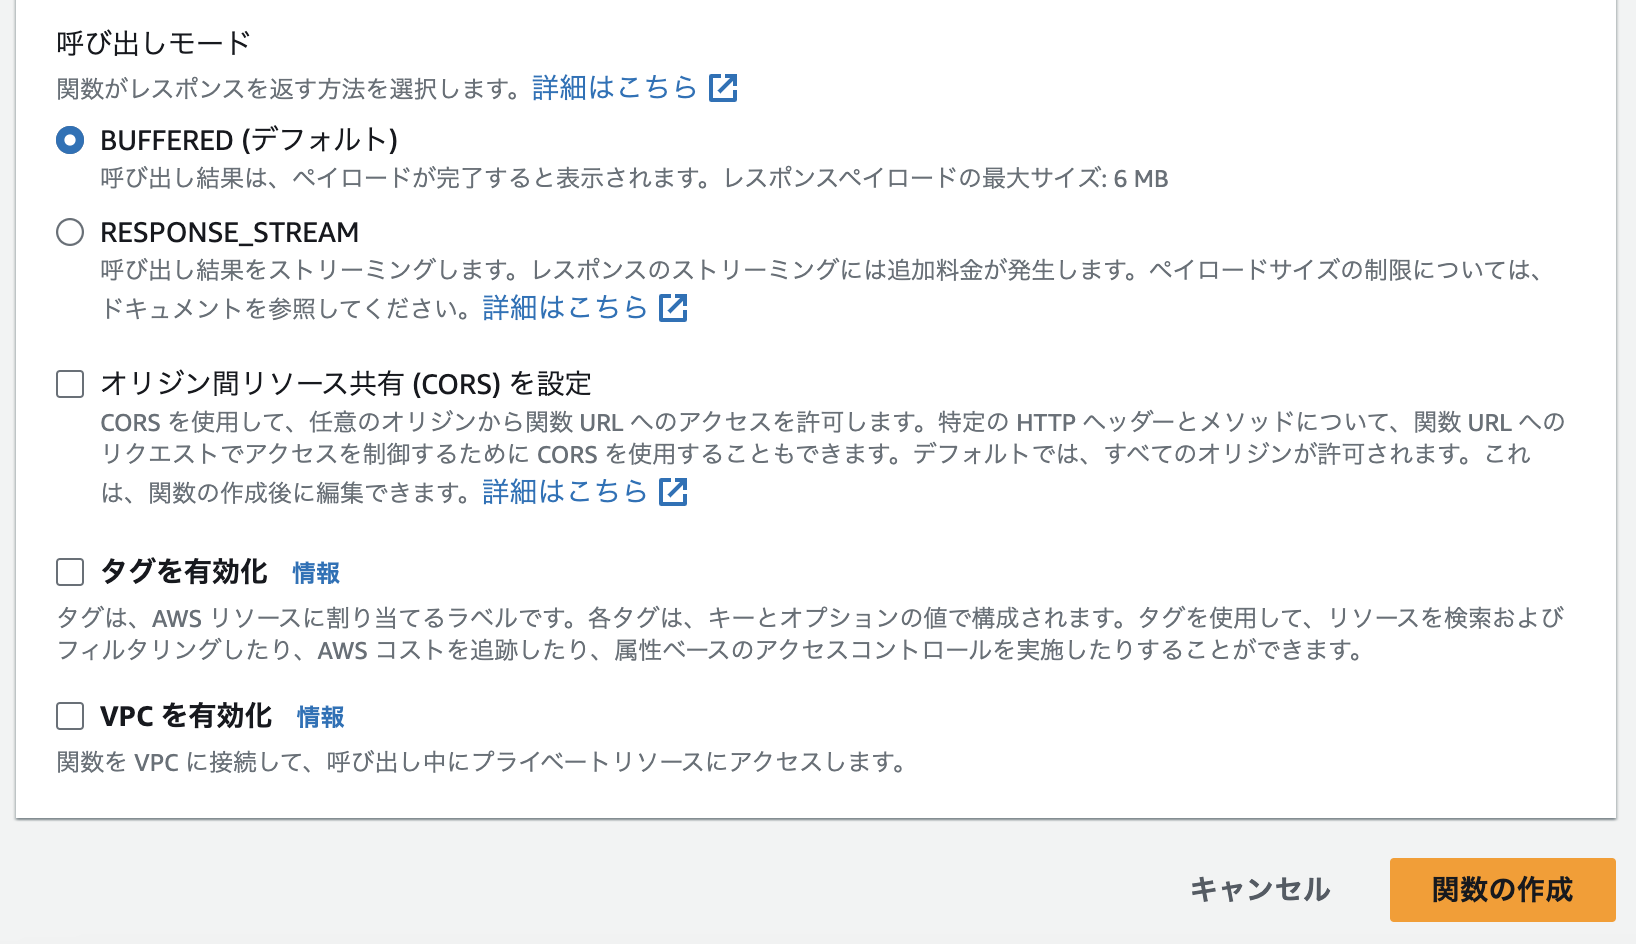 呼び出しモード
関数がレスポンスを返す方法を選択します。詳細はこちら
BUFFERED (デフォルト)
呼び出し結果は、ペイロードが完了すると表示されます。レスポンスペイロードの最大サイズ: 6 MB
RESPONSE_STREAM
呼び出し結果をストリーミングします。レスポンスのストリーミングには追加料金が発生します。ペイロードサイズの制限については、
ドキュメントを参照してください。詳細はこちら
オリジン間リソース共有 (CORS) を設定
CORS を使用して、任意のオリジンから関数 URL へのアクセスを許可します。特定の HTTP ヘッダーとメソッドについて、関数 URL への
リクエストでアクセスを制御するために CORS を使用することもできます。デフォルトでは、すべてのオリジンが許可されます。これ
は、関数の作成後に編集できます。詳細はこちら
タグを有効化 情報
タグは、AWS リソースに割り当てるラベルです。各タグは、キーとオプションの値で構成されます。タグを使用して、リソースを検索および
フィルタリングしたり、AWS コストを追跡したり、属性ベースのアクセスコントロールを実施したりすることができます。
VPC を有効化 情報
関数を VPC に接続して、呼び出し中にプライベートリソースにアクセスします。
キャンセル 関数の作成